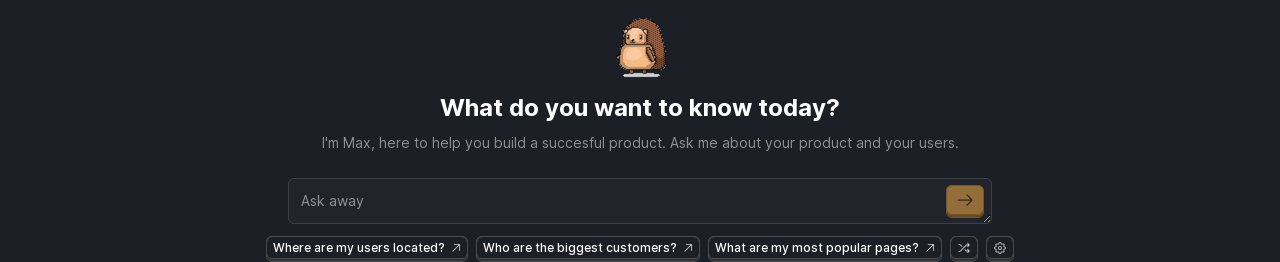 What do you want to know today?
I'm Max, here to help you build a succesful product. Ask me about your product and your users.
Ask away
Where are my users located?
Who are the biggest customers?
What are my most popular pages?